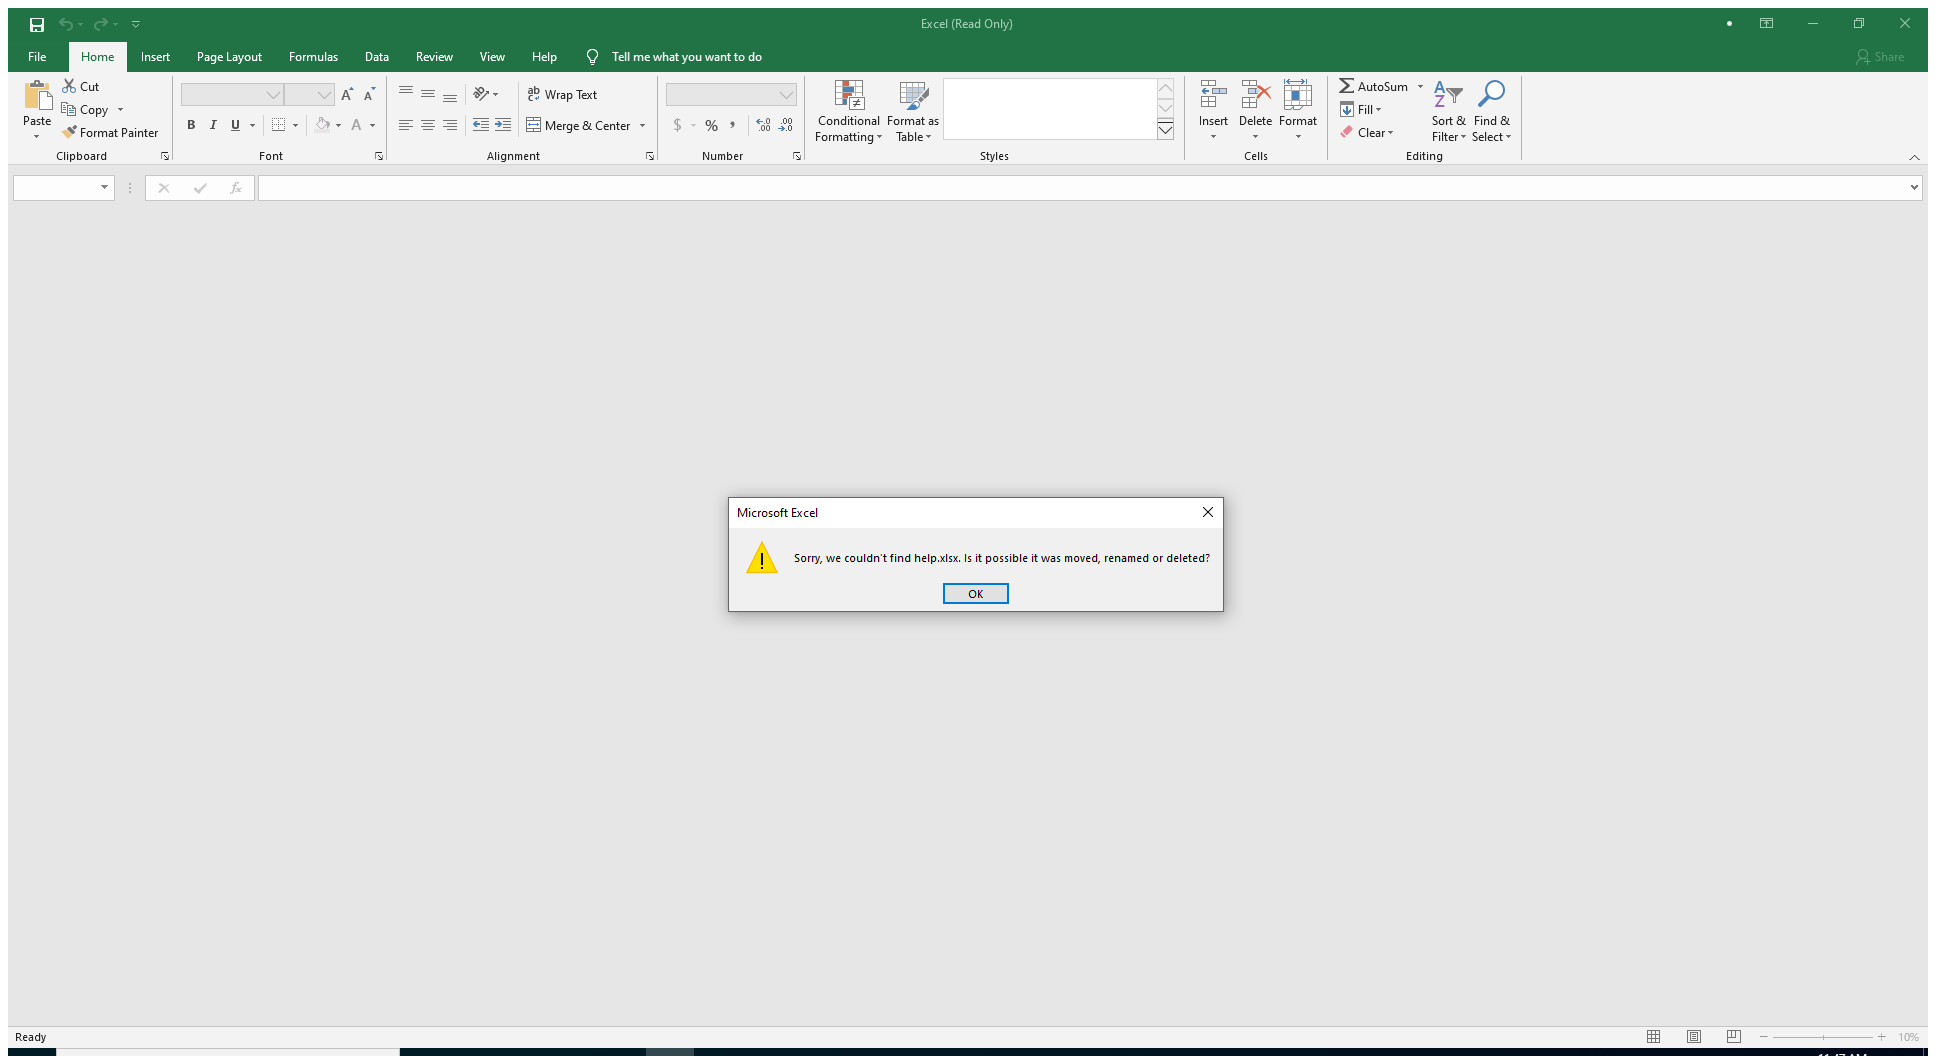 Excel (Read Only)
File Home Insert Page Layout Formulas Data Review View Help Tell me what you want to do Share
Paste
Cut
Copy
Format Painter
Clipboard
B I U A
Font
ab Wrap Text
Merge & Center
Alignment
$ % ,
Number
Conditional Formatting
Format as Table
Styles
Insert Delete Format
Cells
AutoSum
Fill
Clear
Sort & Filter
Find & Select
Editing
fx
Microsoft Excel
Sorry, we couldn't find help.xlsx. Is it possible it was moved, renamed or deleted?
OK
Ready
10%